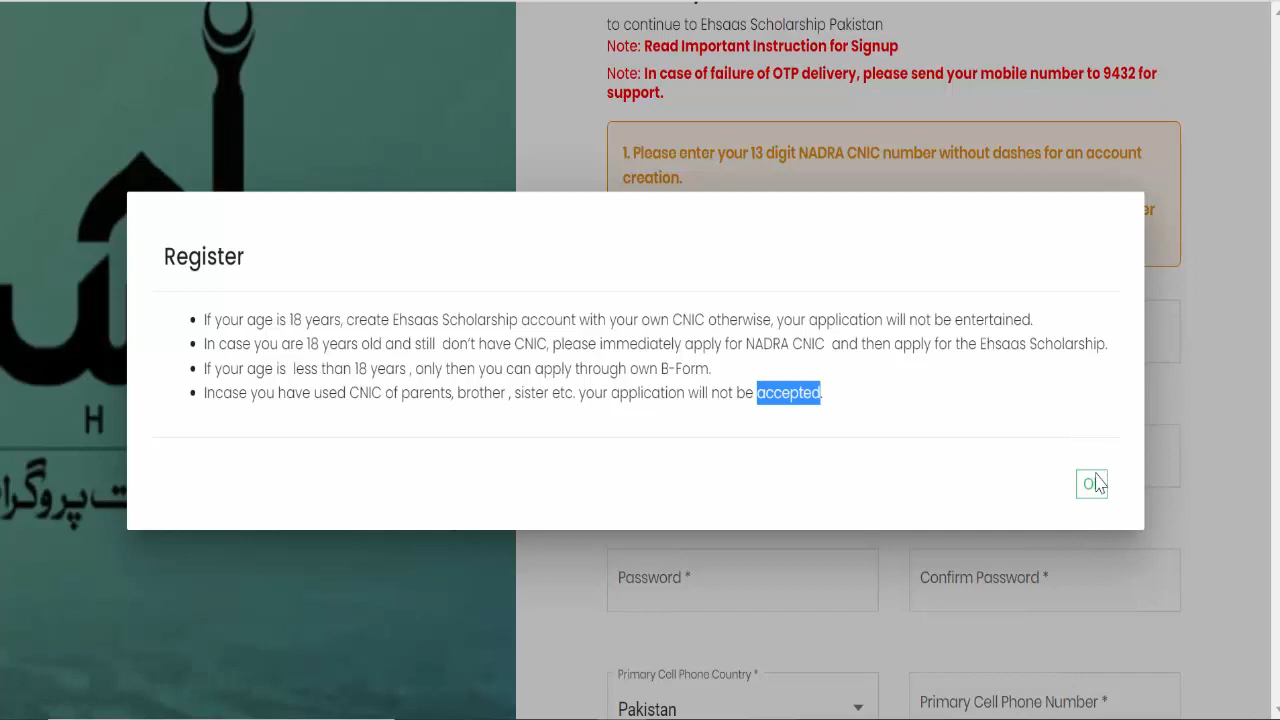 to continue to Ehsaas Scholarship Pakistan
Note: Read Important Instruction for Signup
Note: In case of failure of OTP delivery, please send your mobile number to 9432 for
support.
1. Please enter your 13 digit NADRA CNIC number without dashes for an account
creation.
Register
If your age is 18 years, create Ehsaas Scholarship account with your own CNIC otherwise, your application will not be entertained.
In case you are 18 years old and still don't have CNIC, please immediately apply for NADRA CNIC and then apply for the Ehsaas Scholarship.
If your age is less than 18 years , only then you can apply through own B-Form.
Incase you have used CNIC of parents, brother , sister etc. your application will not be accepted.
H
Password *
Confirm Password *
Primary Cell Phone Country *
Pakistan
Primary Cell Phone Number *